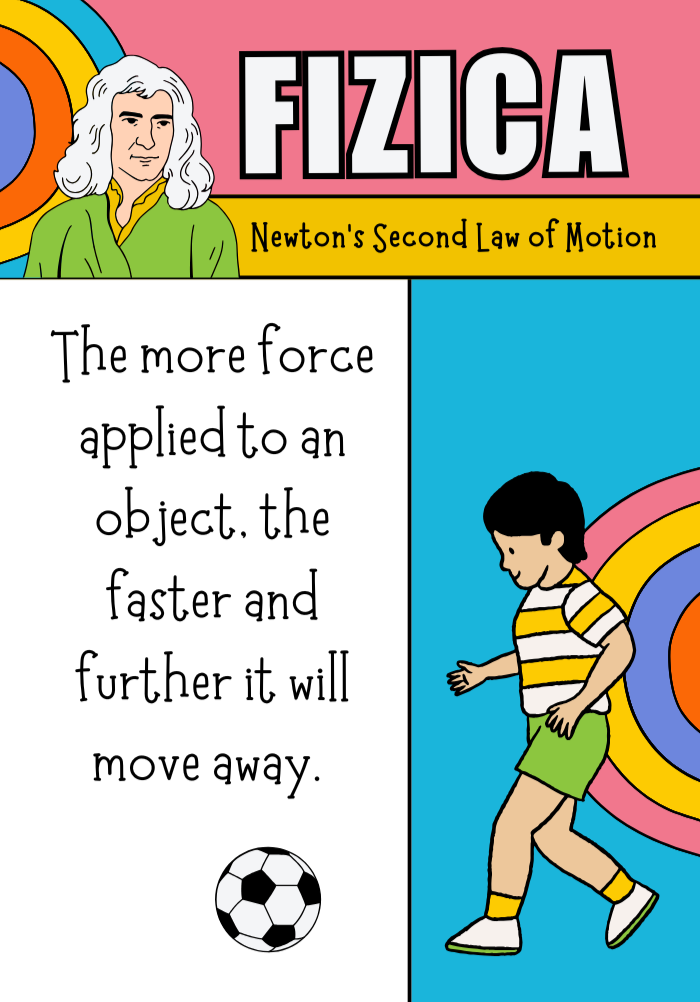 FIZICA
Newton's Second Law of Motion
The more force
applied to an
object, the
faster and
further it will
move away.